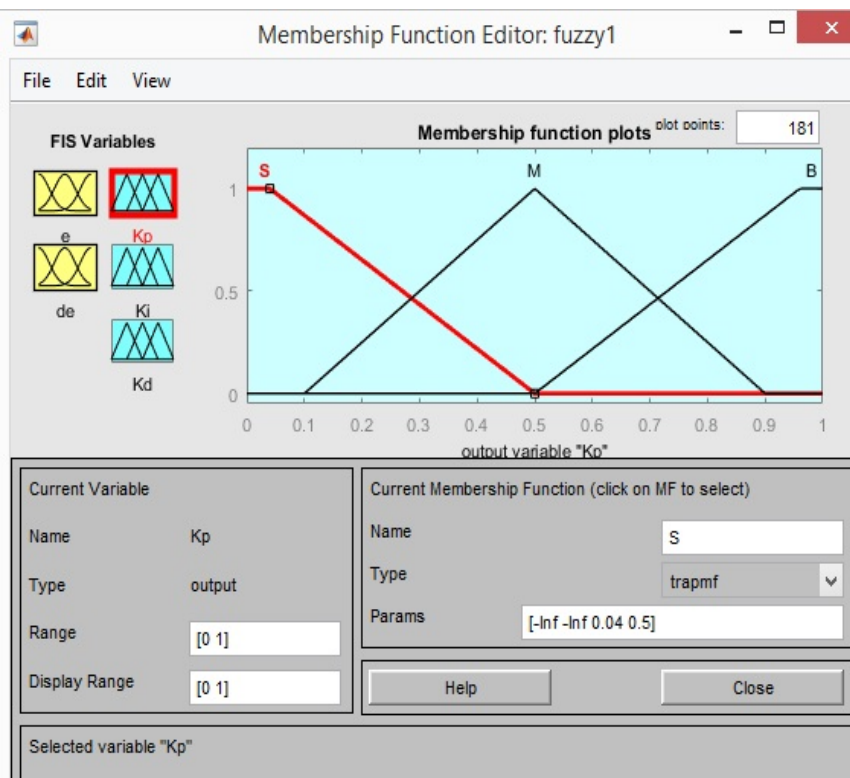 Membership Function Editor: fuzzy1
File Edit View
FIS Variables
e
Kp
de
Ki
Kd
Membership function plots
plot points:
181
S
M
B
1
0.5
0
0 0.1 0.2 0.3 0.4 0.5 0.6 0.7 0.8 0.9 1
output variable "Kp"
Current Variable
Name Kp
Type output
Range [0 1]
Display Range [0 1]
Current Membership Function (click on MF to select)
Name S
Type trapmf
Params [-Inf -Inf 0.04 0.5]
Help
Close
Selected variable "Kp"